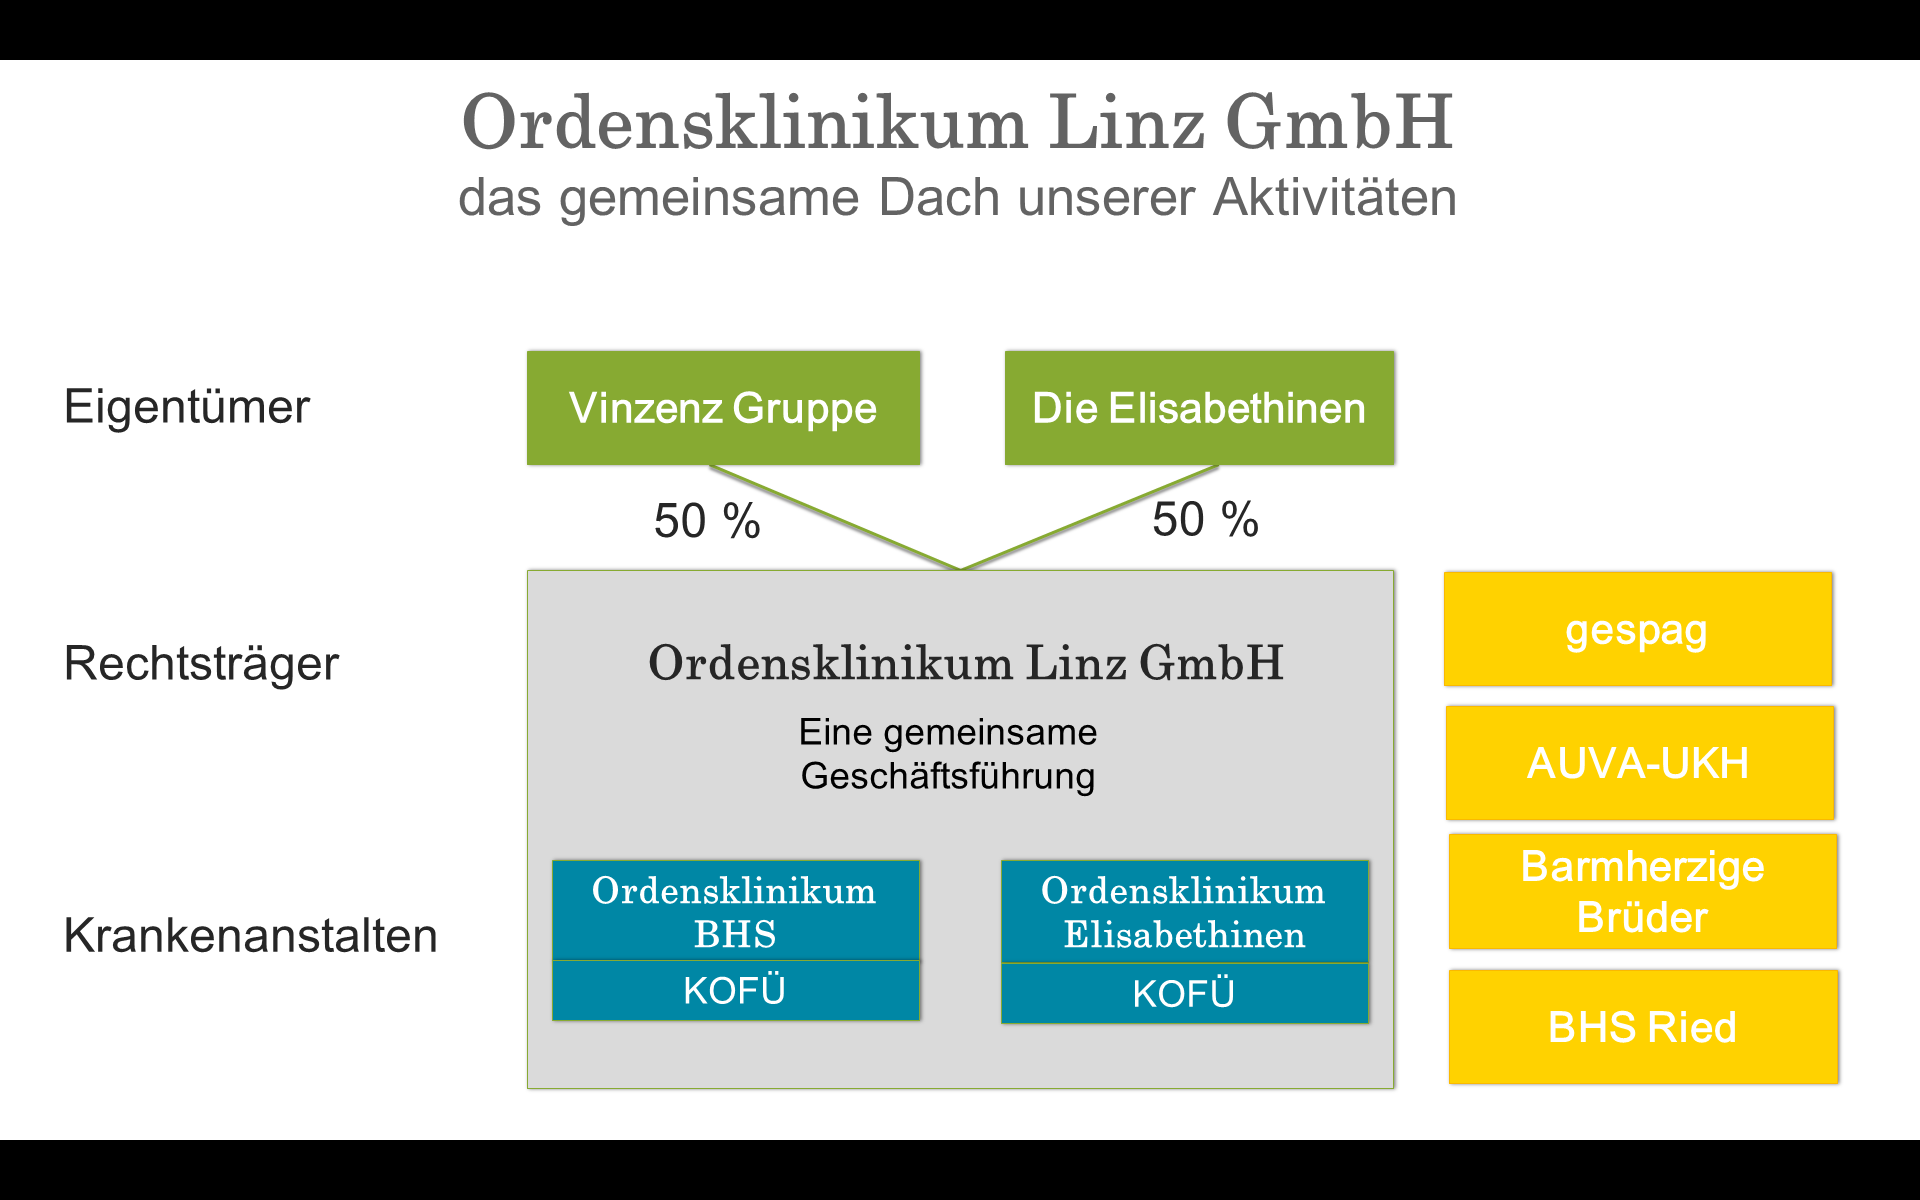 Ordensklinikum Linz GmbH
das gemeinsame Dach unserer Aktivitäten
Eigentümer
Vinzenz Gruppe
Die Elisabethinen
50 %
50 %
Rechtsträger
Ordensklinikum Linz GmbH
Eine gemeinsame
Geschäftsführung
gespag
AUVA-UKH
Barmherzige
Brüder
BHS Ried
Krankenanstalten
Ordensklinikum
BHS
KOFÜ
Ordensklinikum
Elisabethinen
KOFÜ